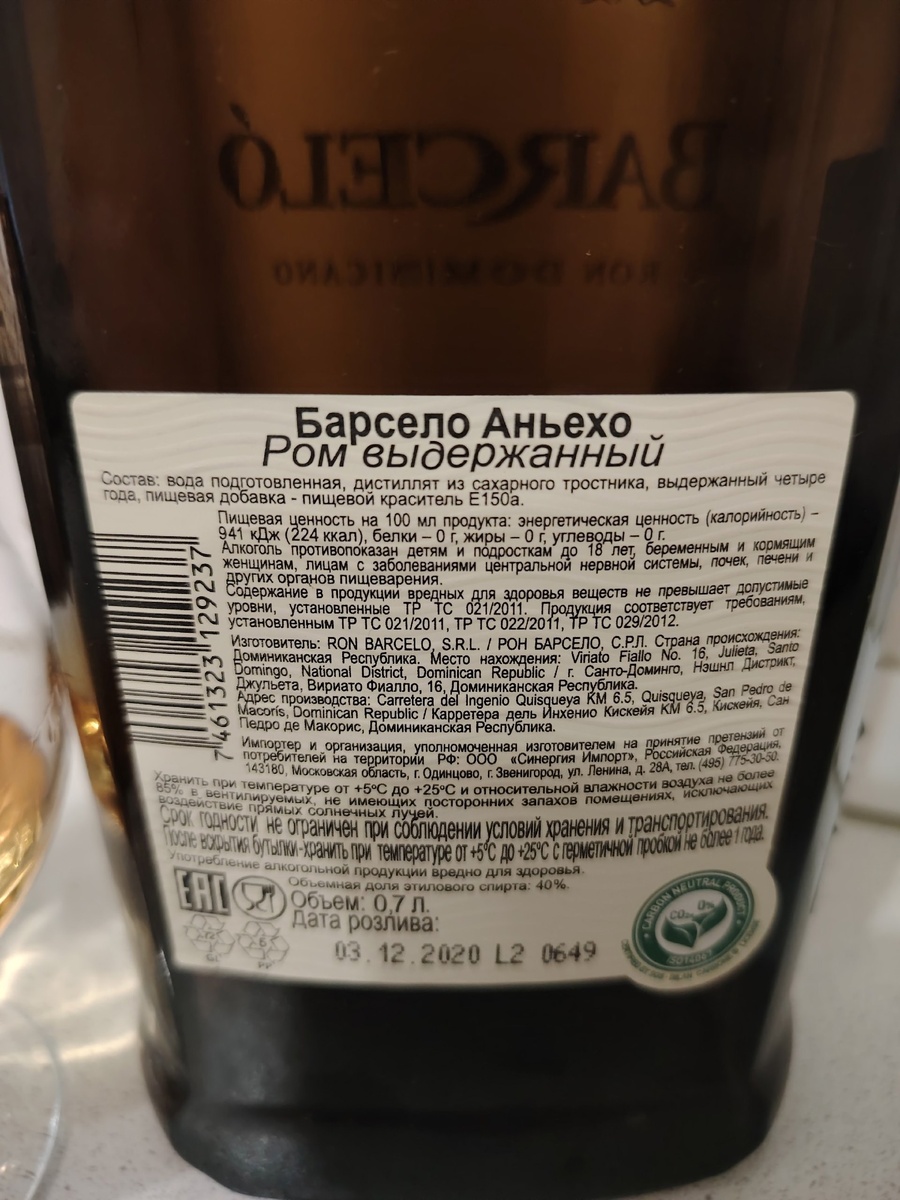 BARCELÓ
RON DOMINICANO
Барсело Аньехо
Ром выдержанный
Состав: вода подготовленная, дистиллят из сахарного тростника, выдержанный четыре
года, пищевая добавка - пищевой краситель Е150а.
Пищевая ценность на 100 мл продукта: энергетическая ценность (калорийность) –
941 кДж (224 ккал), белки – 0 г, жиры – 0 г, углеводы – 0 г.
Алкоголь противопоказан детям и подросткам до 18 лет, беременным и кормящим
женщинам, лицам с заболеваниями центральной нервной системы, почек, печени и
других органов пищеварения.
Содержание в продукции вредных для здоровья веществ не превышает допустимые
уровни, установленные ТР ТС 021/2011. Продукция соответствует требованиям,
установленным ТР ТС 021/2011, ТР ТС 022/2011, ТР ТС 029/2012.
Изготовитель: RON BARCELO, S.R.L. / РОН БАРСЕЛО, С.Р.Л. Страна происхождения:
Доминиканская Республика. Место нахождения: Viriato Fiallo No. 16, Julieta, Santo
Domingo, National District, Dominican Republic / г. Санто-Доминго, Нэшнл Дистрикт,
Джульета, Вириато Фиалло, 16, Доминиканская Республика.
Адрес производства: Carretera del Ingenio Quisqueya KM 6.5, Quisqueya, San Pedro de
Macoris, Dominican Republic / Карретера дель Инхенио Кискейя КМ 6.5, Кискейя, Сан
Педро де Макорис, Доминиканская Республика.
Импортер и организация, уполномоченная изготовителем на принятие претензий от
потребителей на территории РФ: ООО «Синергия Импорт», Российская Федерация,
143180, Московская область, г. Одинцово, г. Звенигород, ул. Ленина, д. 28А, тел. (495) 775-30-50.
7 461323 129237
Хранить при температуре от +5°С до +25°С и относительной влажности воздуха не более
85% в вентилируемых, не имеющих посторонних запахов помещениях, исключающих
воздействие прямых солнечных лучей.
Срок годности не ограничен при соблюдении условий хранения и транспортирования.
После вскрытия бутылки-хранить при температуре от +5°С до +25°С с герметичной пробкой не более 1 года.
Употребление алкогольной продукции вредно для здоровья.
Объемная доля этилового спирта: 40%.
EAC
Объем: 0,7 л.
Дата розлива:
03.12.2020 L2 0649
CARBON NEUTRAL PRODUCT
CO₂ 0%